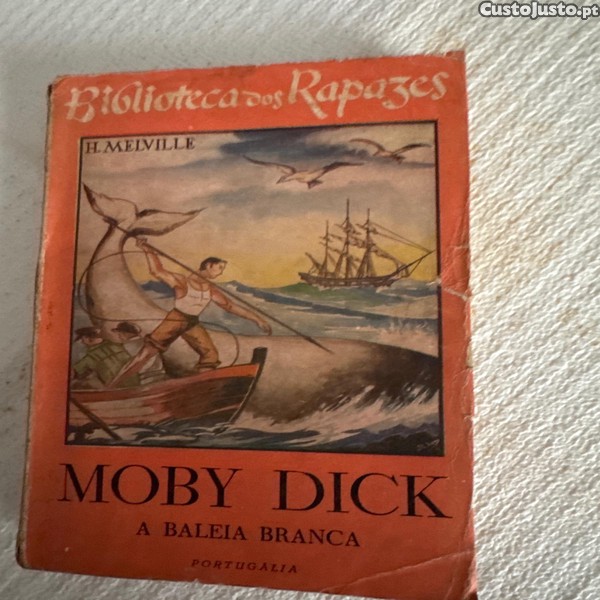 CustoJusto.pt
Biblioteca dos Rapazes
H. MELVILLE
MOBY DICK
A BALEIA BRANCA
PORTUGÁLIA